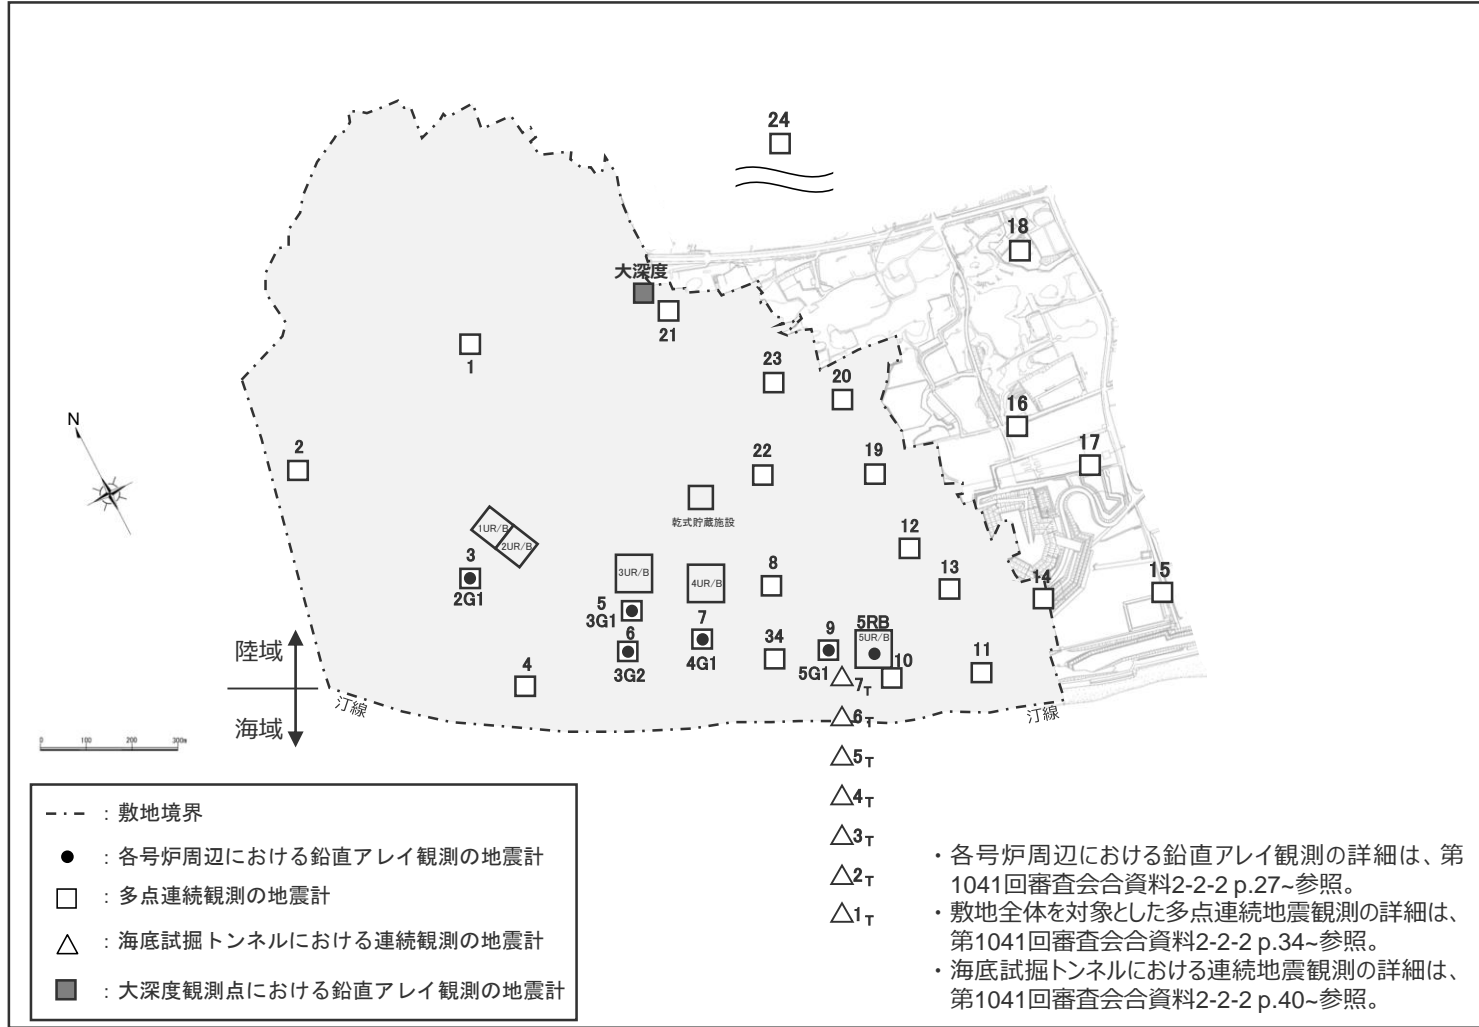 24
18
大深度
21
1
23
20
16
N
2
22
19
17
乾式貯蔵施設
1UR/B
2UR/B
12
3
2G1
3UR/B
4UR/B
8
13
14
15
5
3G1
6
3G2
7
4G1
34
9
5G1
5RB
5UR/B
10
11
陸域
海域
4
汀線
汀線
7T
6T
5T
4T
3T
2T
1T
0 100 200 300m
：敷地境界
：各号炉周辺における鉛直アレイ観測の地震計
：多点連続観測の地震計
：海底試掘トンネルにおける連続観測の地震計
：大深度観測点における鉛直アレイ観測の地震計
・各号炉周辺における鉛直アレイ観測の詳細は、第
1041回審査会合資料2-2-2 p.27~参照。
・敷地全体を対象とした多点連続地震観測の詳細は、
第1041回審査会合資料2-2-2 p.34~参照。
・海底試掘トンネルにおける連続地震観測の詳細は、
第1041回審査会合資料2-2-2 p.40~参照。